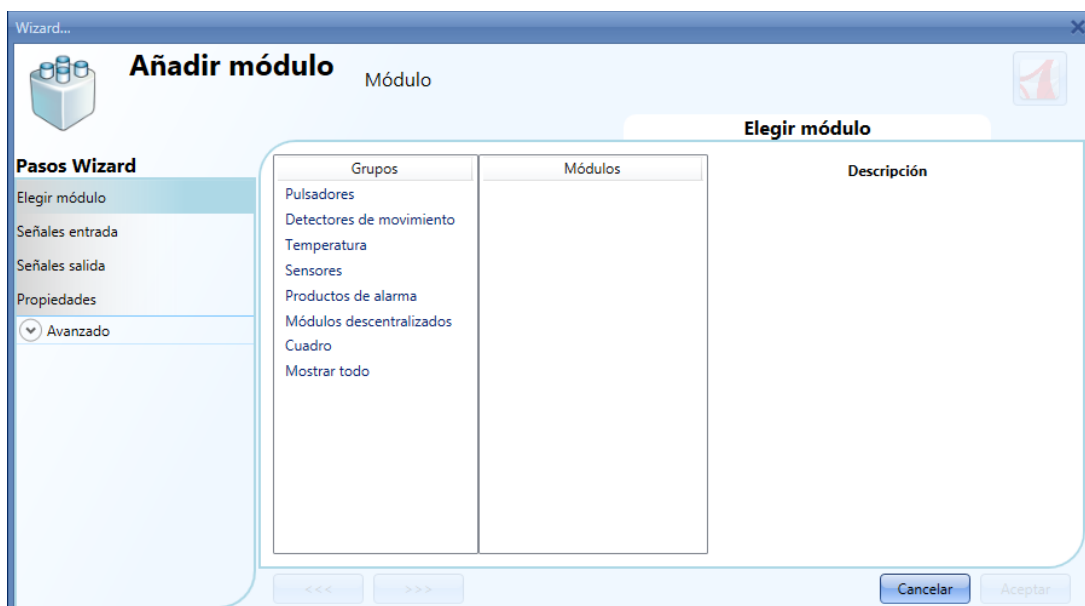 Wizard...
Añadir módulo
Módulo
Elegir módulo
Pasos Wizard
Elegir módulo
Señales entrada
Señales salida
Propiedades
Avanzado
Grupos
Pulsadores
Detectores de movimiento
Temperatura
Sensores
Productos de alarma
Módulos descentralizados
Cuadro
Mostrar todo
Módulos
Descripción
<<<
>>>
Cancelar
Aceptar